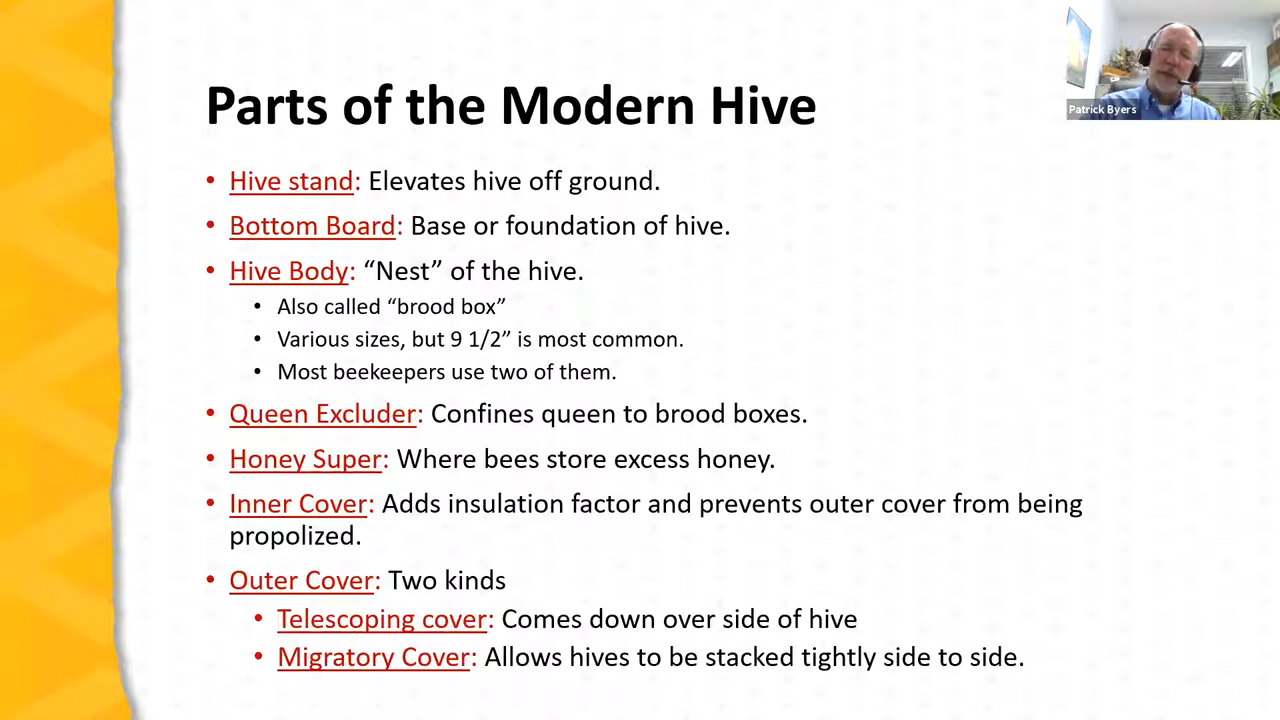 Parts of the Modern Hive
Patrick Byers
• Hive stand: Elevates hive off ground.
• Bottom Board: Base or foundation of hive.
• Hive Body: “Nest” of the hive.
• Also called “brood box”
• Various sizes, but 9 1/2” is most common.
• Most beekeepers use two of them.
• Queen Excluder: Confines queen to brood boxes.
• Honey Super: Where bees store excess honey.
• Inner Cover: Adds insulation factor and prevents outer cover from being
propolized.
• Outer Cover: Two kinds
• Telescoping cover: Comes down over side of hive
• Migratory Cover: Allows hives to be stacked tightly side to side.